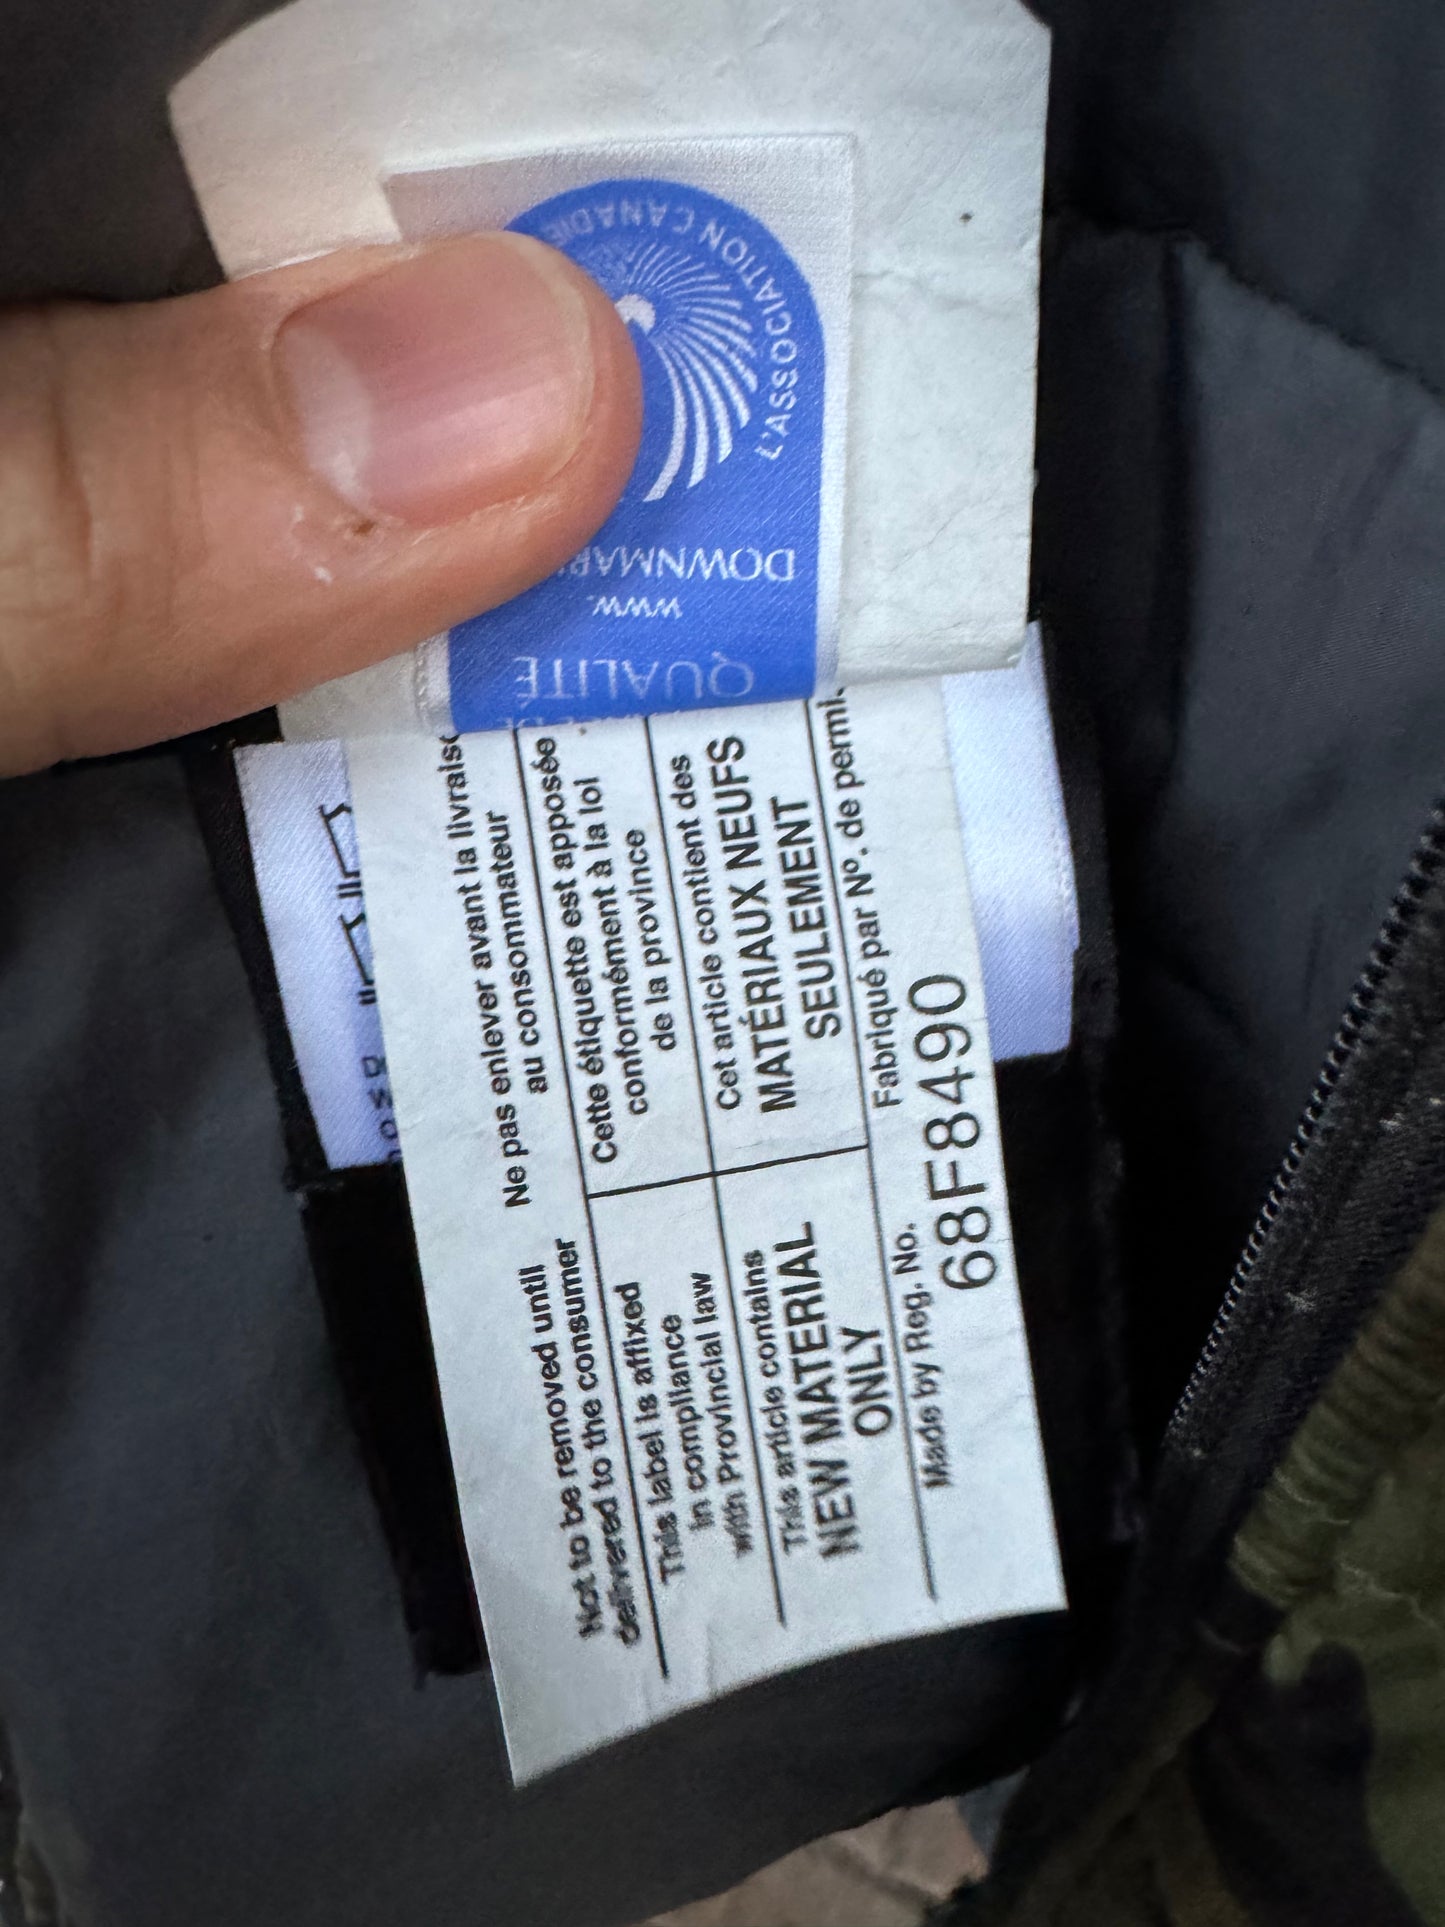 L'ASSOCIATION CANADIE
DOWNMAR
www.
QUALITÉ
Not to be removed until
delivered to the consumer
Ne pas enlever avant la livrais
au consommateur
This label is affixed
in compliance
with Provincial law
Cette étiquette est apposée
conformément à la loi
de la province
This article contains
NEW MATERIAL
ONLY
Cet article contient des
MATÉRIAUX NEUFS
SEULEMENT
Made by Reg. No.
Fabriqué par Nº. de permi
68F8490